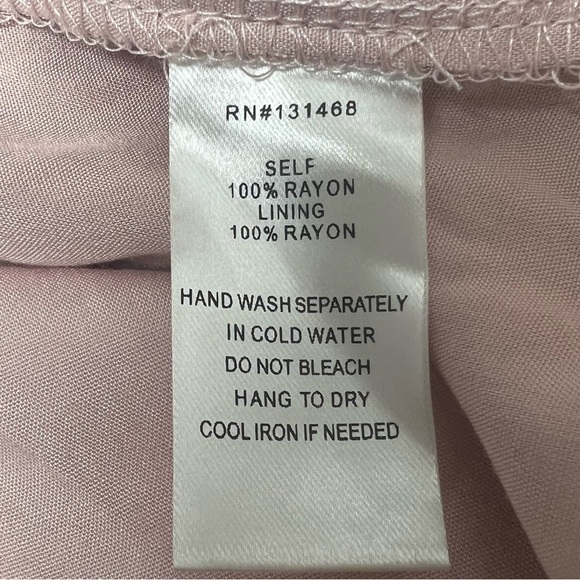 RN#131468
SELF
100% RAYON
LINING
100% RAYON
HAND WASH SEPARATELY
IN COLD WATER
DO NOT BLEACH
HANG TO DRY
COOL IRON IF NEEDED